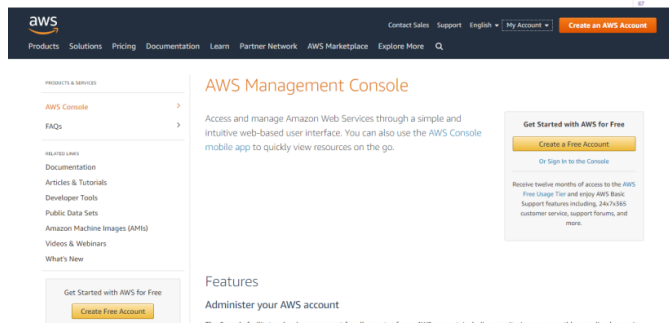 aws
Contact Sales Support English My Account Create an AWS Account
Products Solutions Pricing Documentation Learn Partner Network AWS Marketplace Explore More
PRODUCTS & SERVICES
AWS Console
FAQs
RELATED LINKS
Documentation
Articles & Tutorials
Developer Tools
Public Data Sets
Amazon Machine Images (AMIs)
Videos & Webinars
What's New
Get Started with AWS for Free
Create Free Account
AWS Management Console
Access and manage Amazon Web Services through a simple and
intuitive web-based user interface. You can also use the AWS Console
mobile app to quickly view resources on the go.
Get Started with AWS for Free
Create a Free Account
Or Sign In to the Console
Receive twelve months of access to the AWS
Free Usage Tier and enjoy AWS Basic
Support features including, 24x7x365
customer service, support forums, and
more.
Features
Administer your AWS account